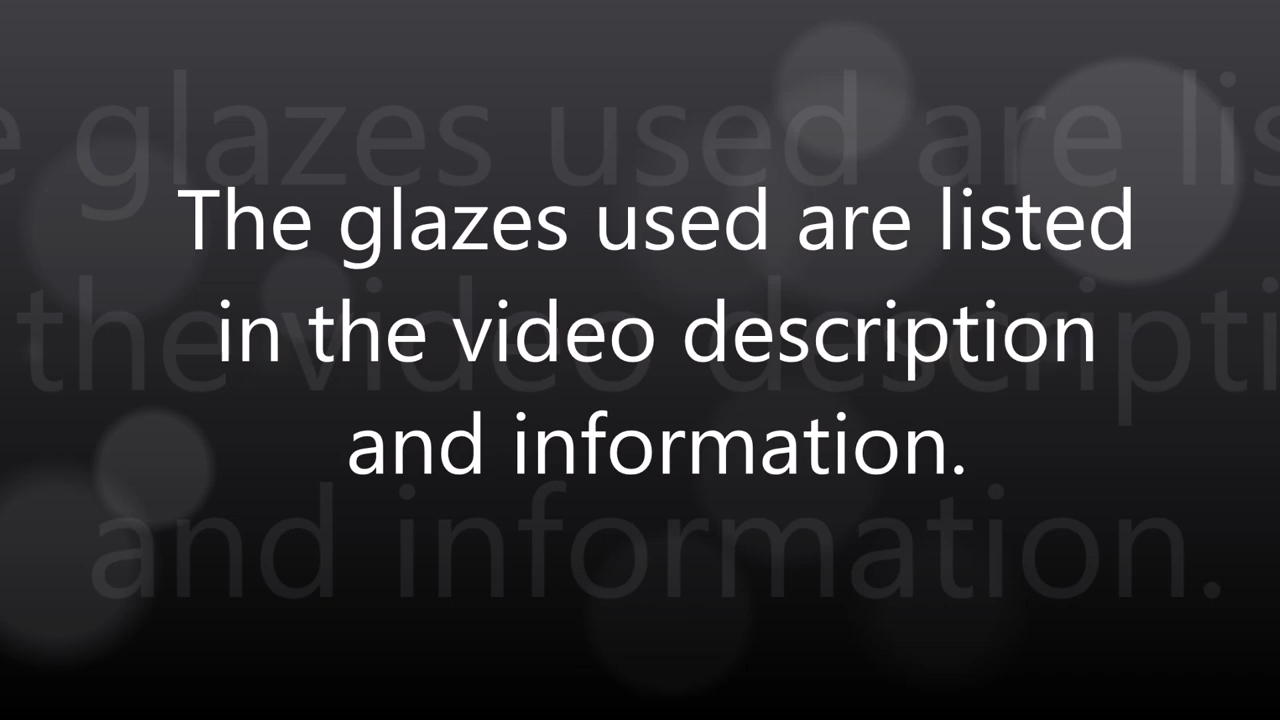 The glazes used are listed
in the video description
and information.